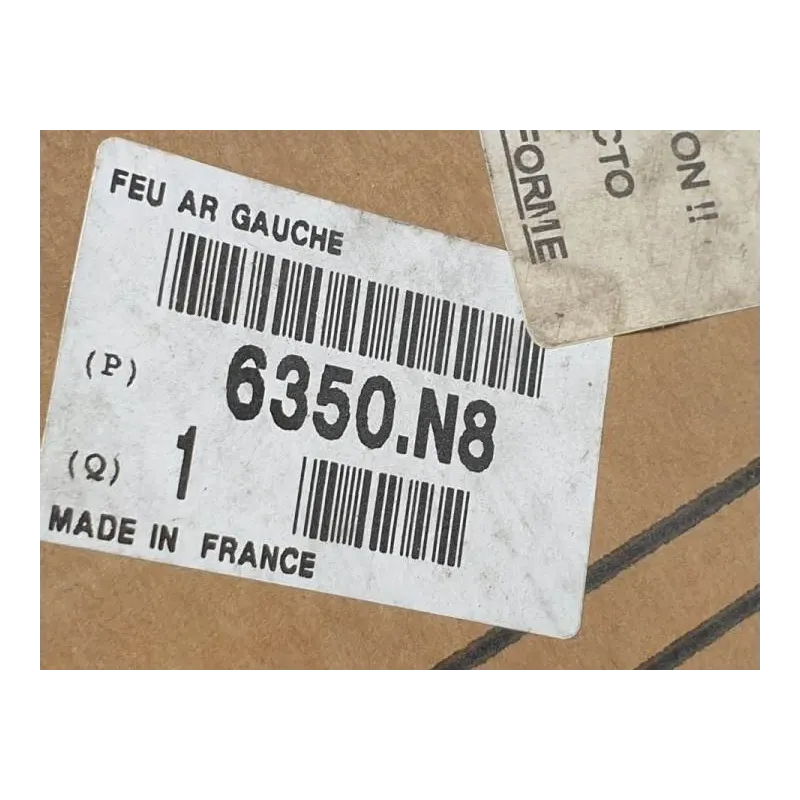 FEU AR GAUCHE
(P) 6350.N8
(Q) 1
MADE IN FRANCE
ON !!
CTO
FORME